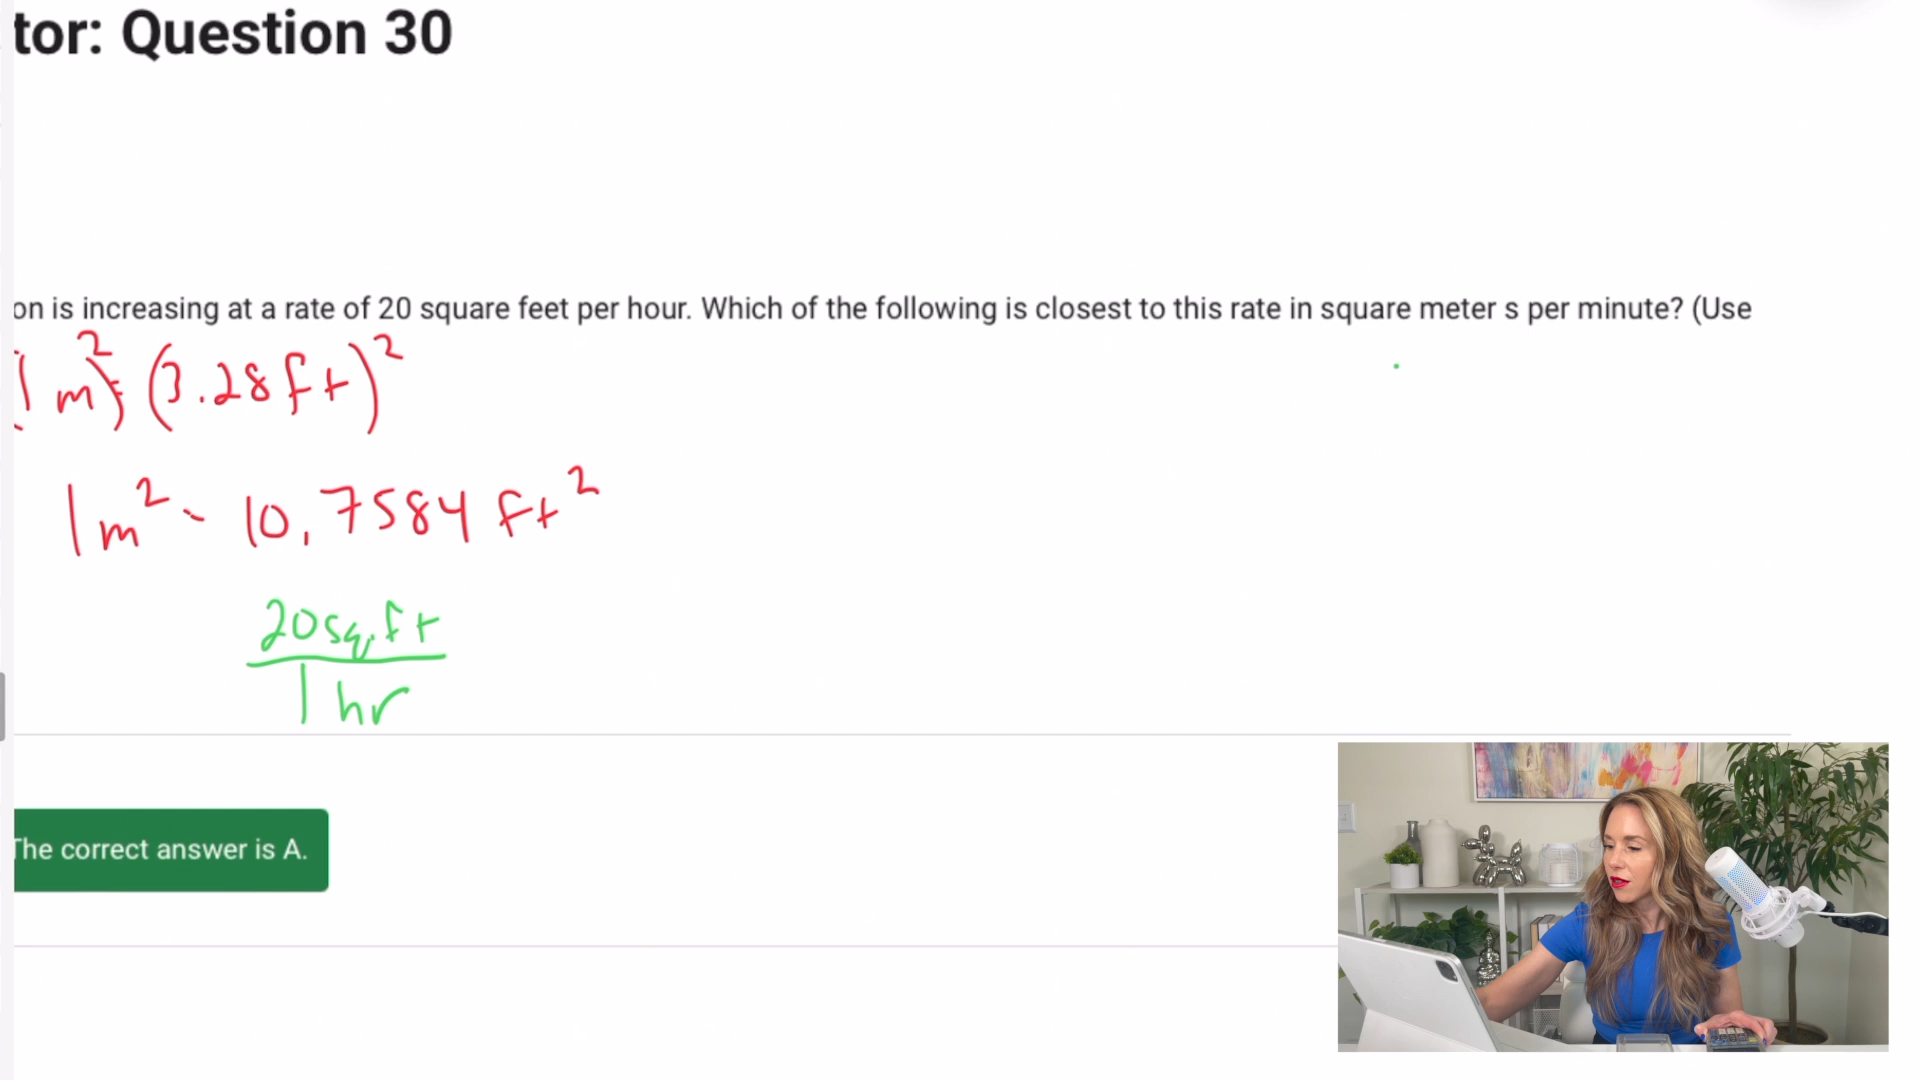 tor: Question 30
on is increasing at a rate of 20 square feet per hour. Which of the following is closest to this rate in square meter s per minute? (Use
(1 m)² = (3.28 ft)²
1 m² = 10.7584 ft²
20 sq. ft
1 hr
The correct answer is A.